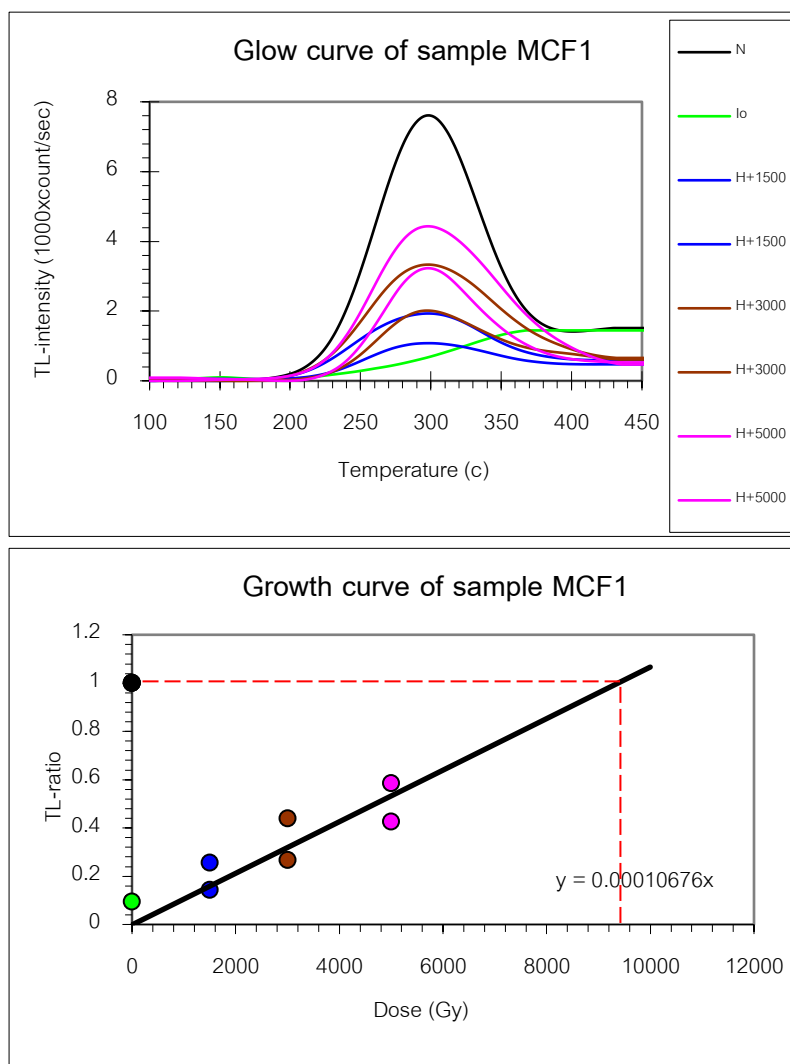 Glow curve of sample MCF1
TL-intensity (1000xcount/sec)
8
6
4
2
0
100 150 200 250 300 350 400 450
Temperature (c)
N
Io
H+1500
H+1500
H+3000
H+3000
H+5000
H+5000
Growth curve of sample MCF1
TL-ratio
1.2
1
0.8
0.6
0.4
0.2
0
y = 0.00010676x
0 2000 4000 6000 8000 10000 12000
Dose (Gy)